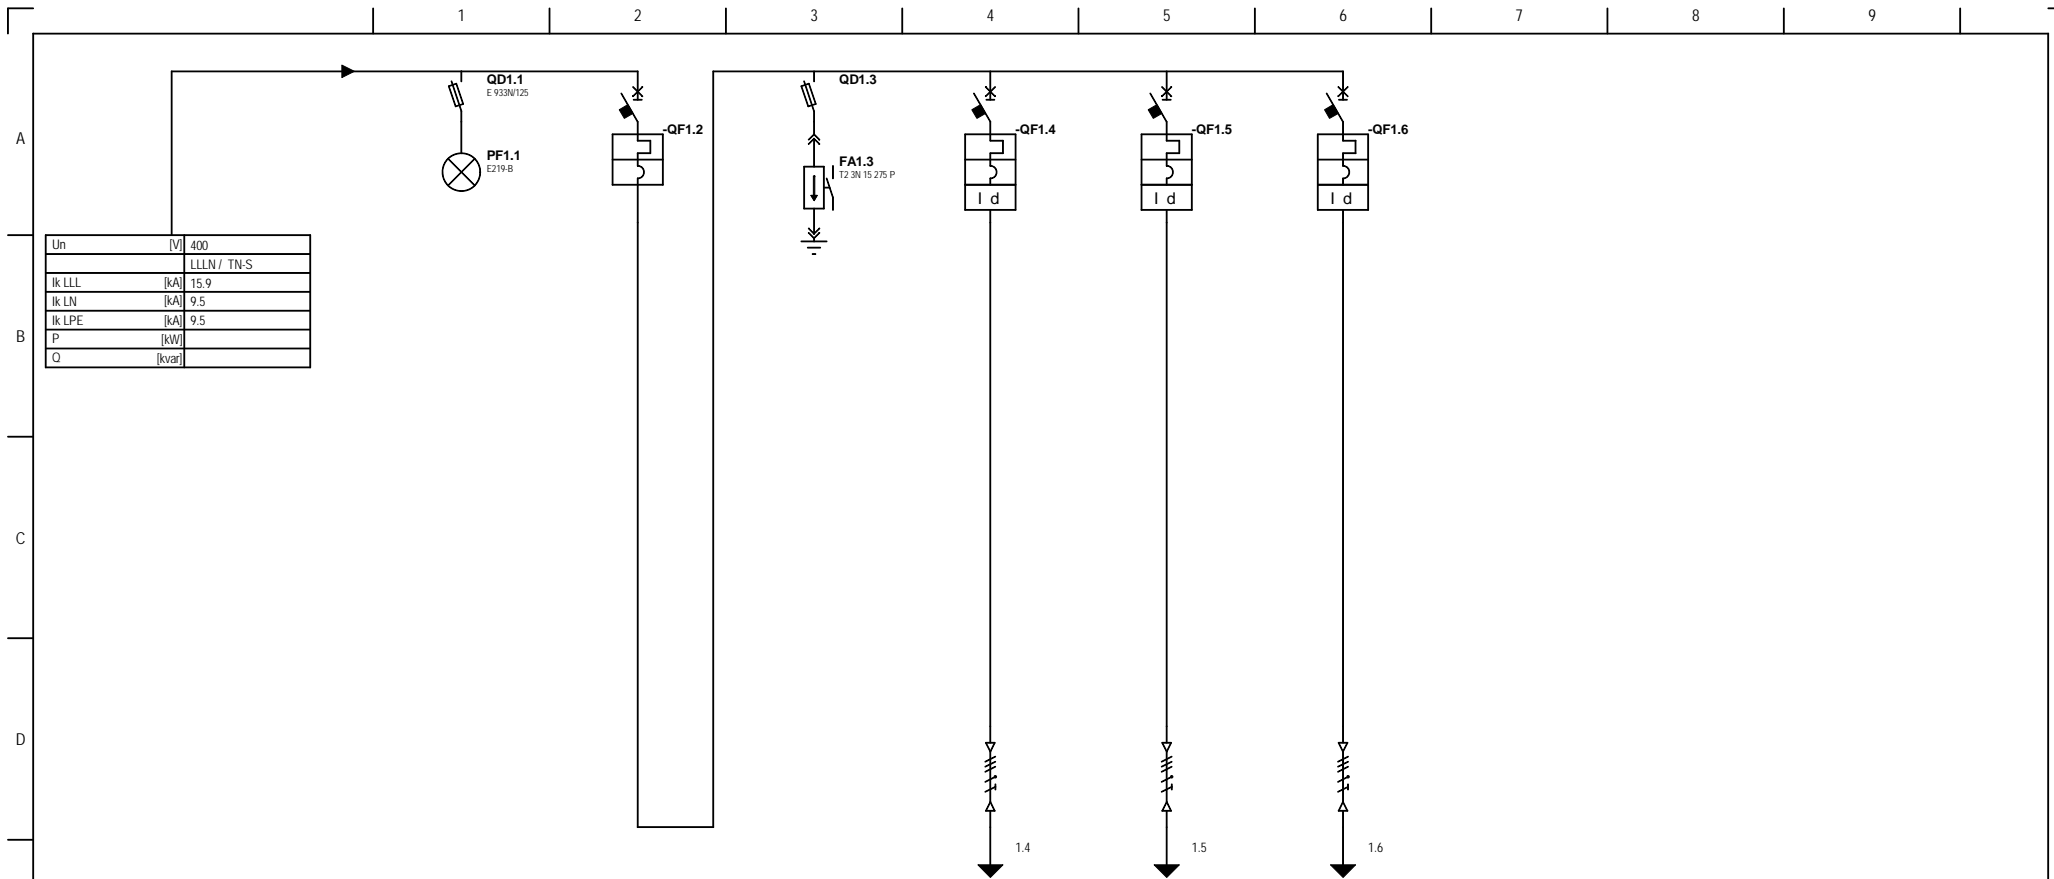 1 2 3 4 5 6 7 8 9
QD1.1
E 933N/125
QD1.3
A
-QF1.2
-QF1.4
-QF1.5
-QF1.6
PF1.1
E219-B
FA1.3
T2 3N 15 275 P
I d
I d
I d
Un [V] 400
LLLN / TN-S
Ik LLL [kA] 15.9
Ik LN [kA] 9.5
Ik LPE [kA] 9.5
P [kW]
Q [kvar]
B
C
D
1.4
1.5
1.6